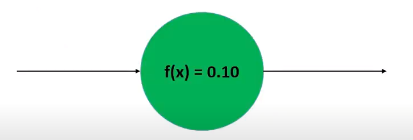 f(x) = 0.10